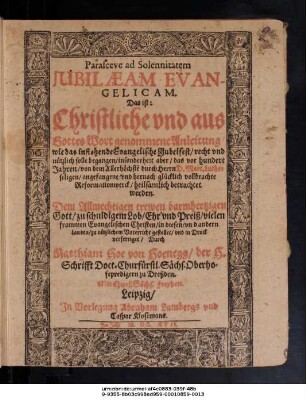 Parasceve ad Solennitatem
JUBILÆAM EVAN-
GELICAM.
Das ist:
Christliche vnd aus
Gottes Wort genommene Anleitung
wie das instehende Evangelische Jubelfest / recht vnd
nützlich solle begangen / insonderheit aber / das vor hundert
Jahren / von dem Allerhöchsten durch Herrn D. Mart. Luthe-
seligen / angefangene vnd hernach glücklich vollbrachte
Reformationwerck / heilsamlich betrachtet
werden.
Dem Allmechtigen trewen barmhertzigen
Gott / zu schuldigem Lob / Ehr vnd Preiß / vielen
frommen Evangelischen Christen / in diesen vnd andern
Landen / zu nützlichem Vnterricht gestellet / vnd in Druck
verfertiget / Durch
Matthiam Hoe von Hoenegg / der H.
Schrifft Doct. Churfürstl. Sächs. Oberho-
fepredigern zu Dreßden.
Mit Churf. Sächs. Freyheit.
Leipzig /
In Verlegung Abraham Lambergs vnd
Caspar Klosemans.